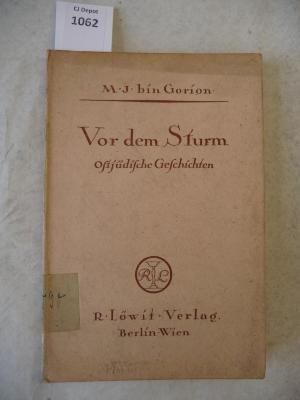 CJ Depot
1062
M·J·bin Gorion
Vor dem Sturm
Ostjüdische Geschichten
R L
R·Löwit·Verlag
Berlin·Wien